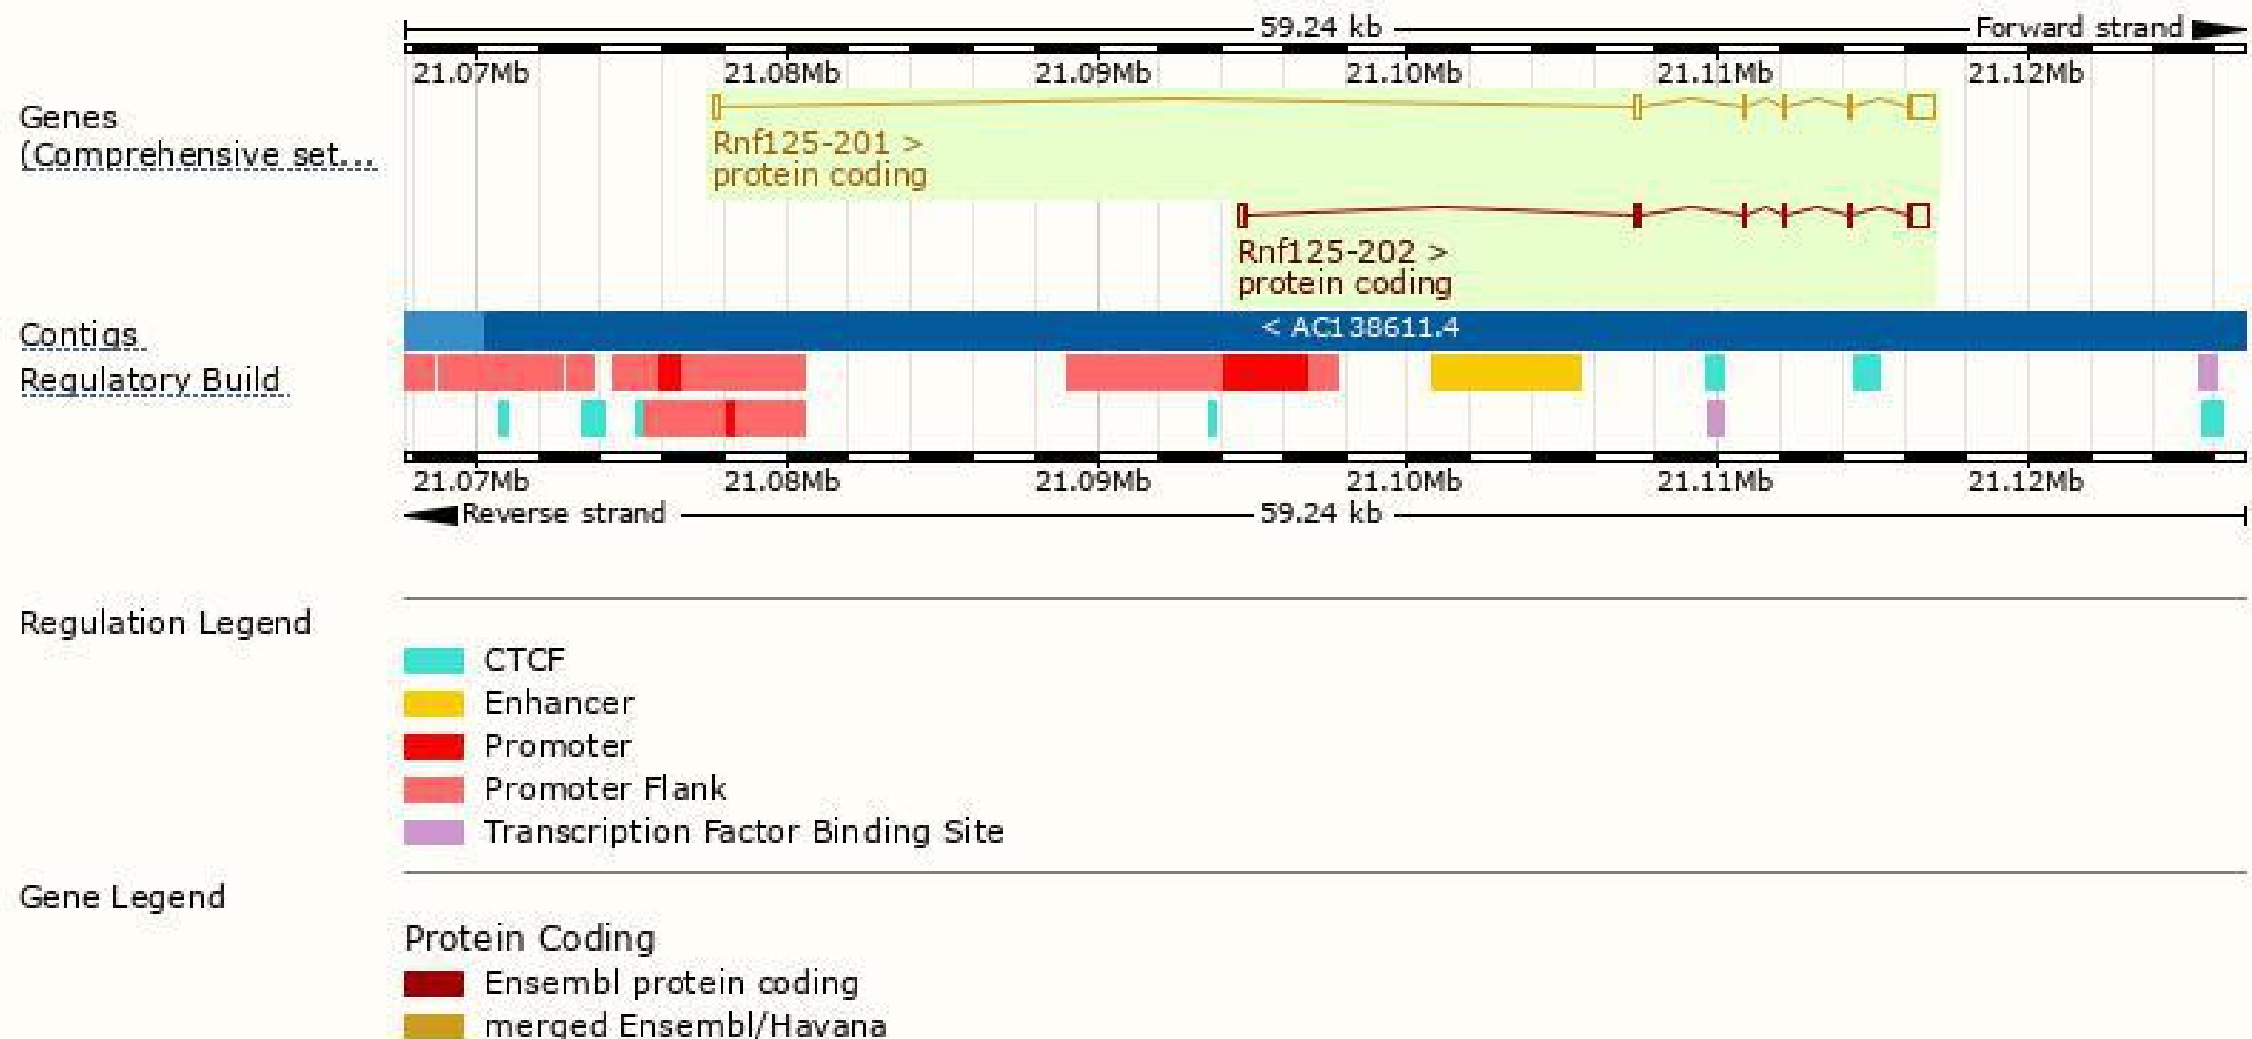 59.24 kb Forward strand
21.07Mb 21.08Mb 21.09Mb 21.10Mb 21.11Mb 21.12Mb
Genes
(Comprehensive set...
Rnf125-201 >
protein coding
Rnf125-202 >
protein coding
Contigs
< AC138611.4
Regulatory Build
21.07Mb 21.08Mb 21.09Mb 21.10Mb 21.11Mb 21.12Mb
Reverse strand 59.24 kb
Regulation Legend
CTCF
Enhancer
Promoter
Promoter Flank
Transcription Factor Binding Site
Gene Legend
Protein Coding
Ensembl protein coding
merged Ensembl/Havana